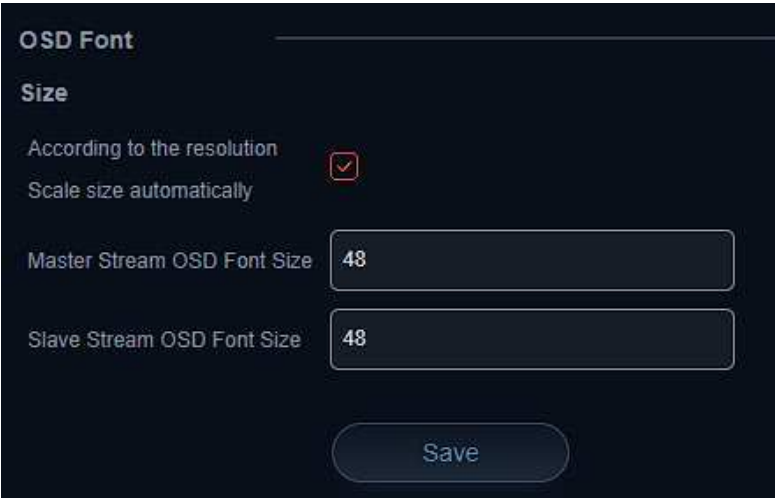 OSD Font
Size
According to the resolution
Scale size automatically
Master Stream OSD Font Size 48
Slave Stream OSD Font Size 48
Save